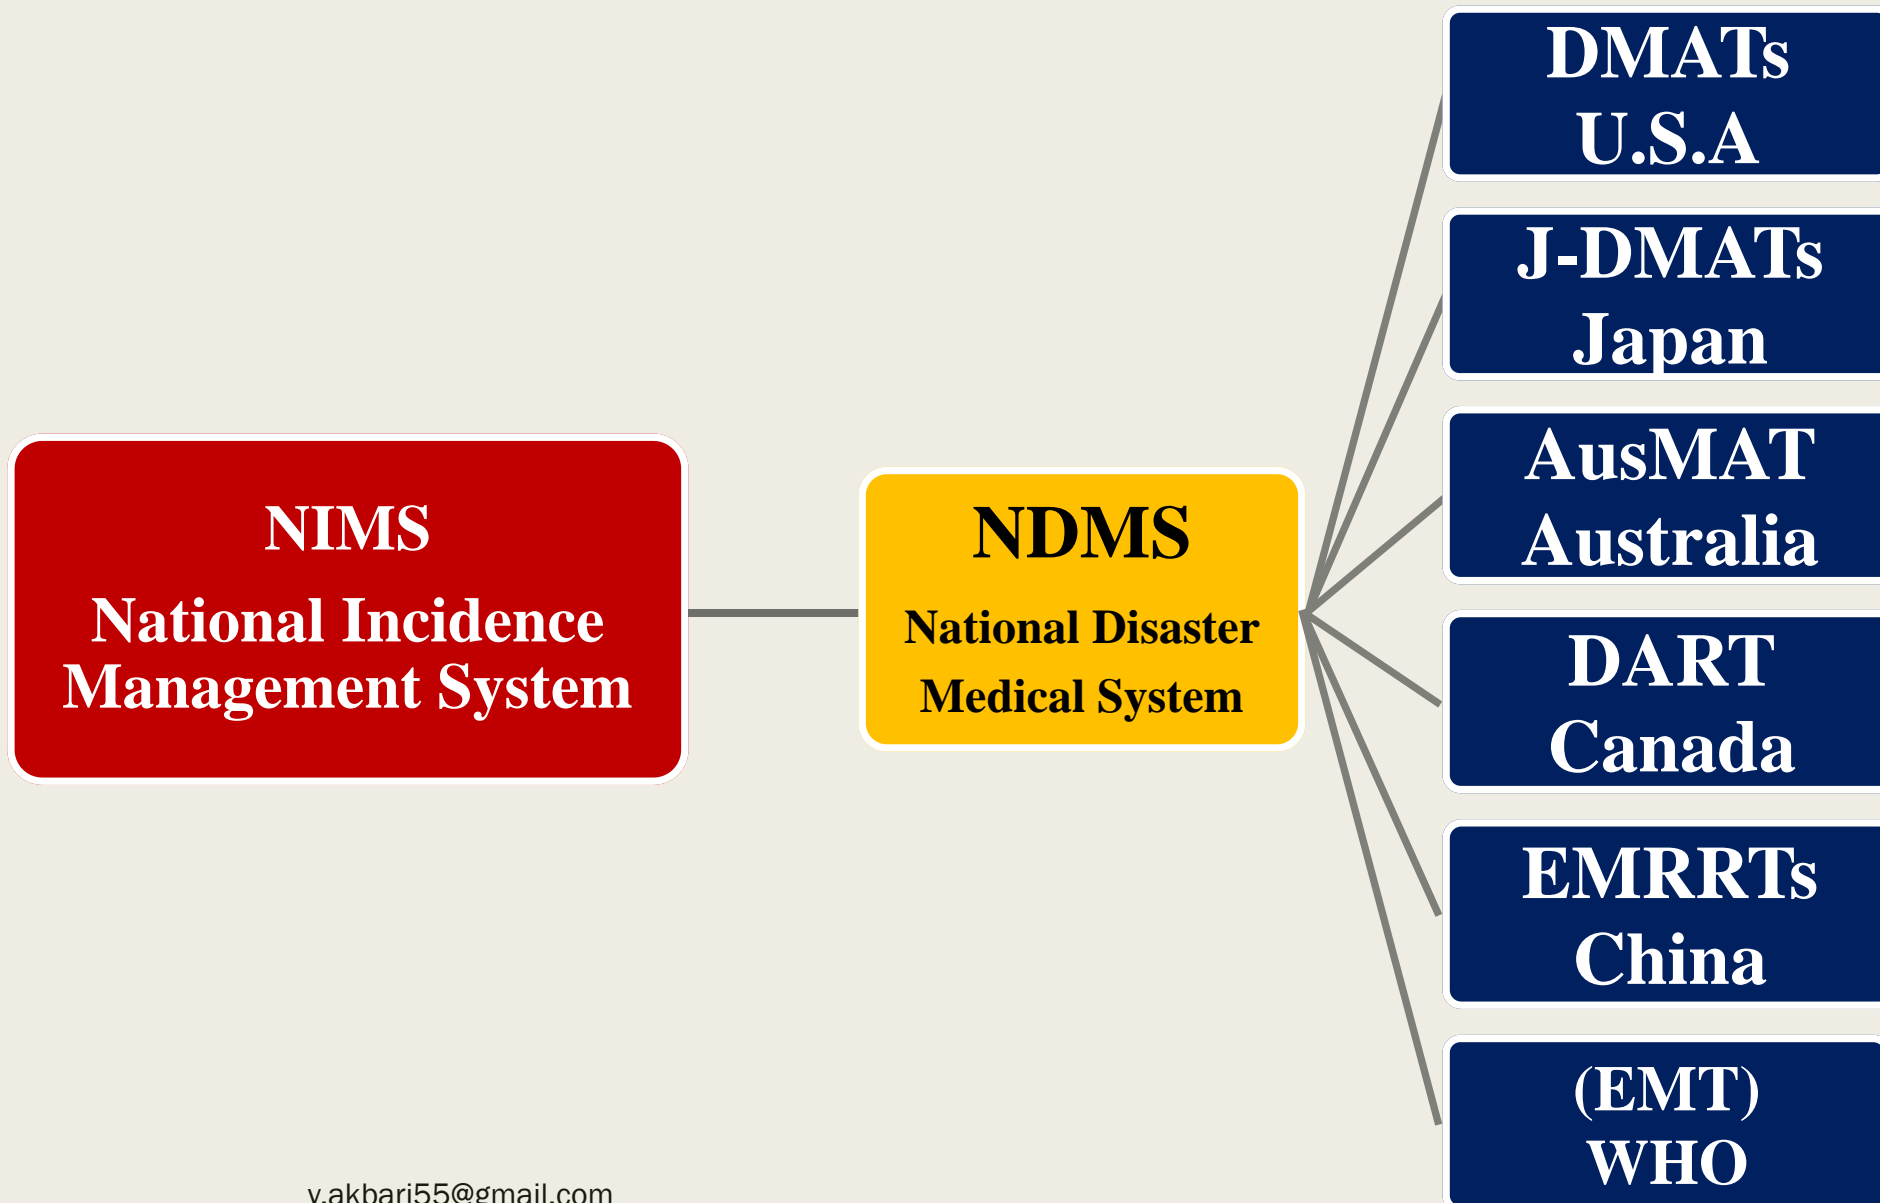 NIMS
National Incidence
Management System
NDMS
National Disaster
Medical System
DMATs
U.S.A
J-DMATs
Japan
AusMAT
Australia
DART
Canada
EMRRTs
China
(EMT)
WHO
v.akbari55@gmail.com